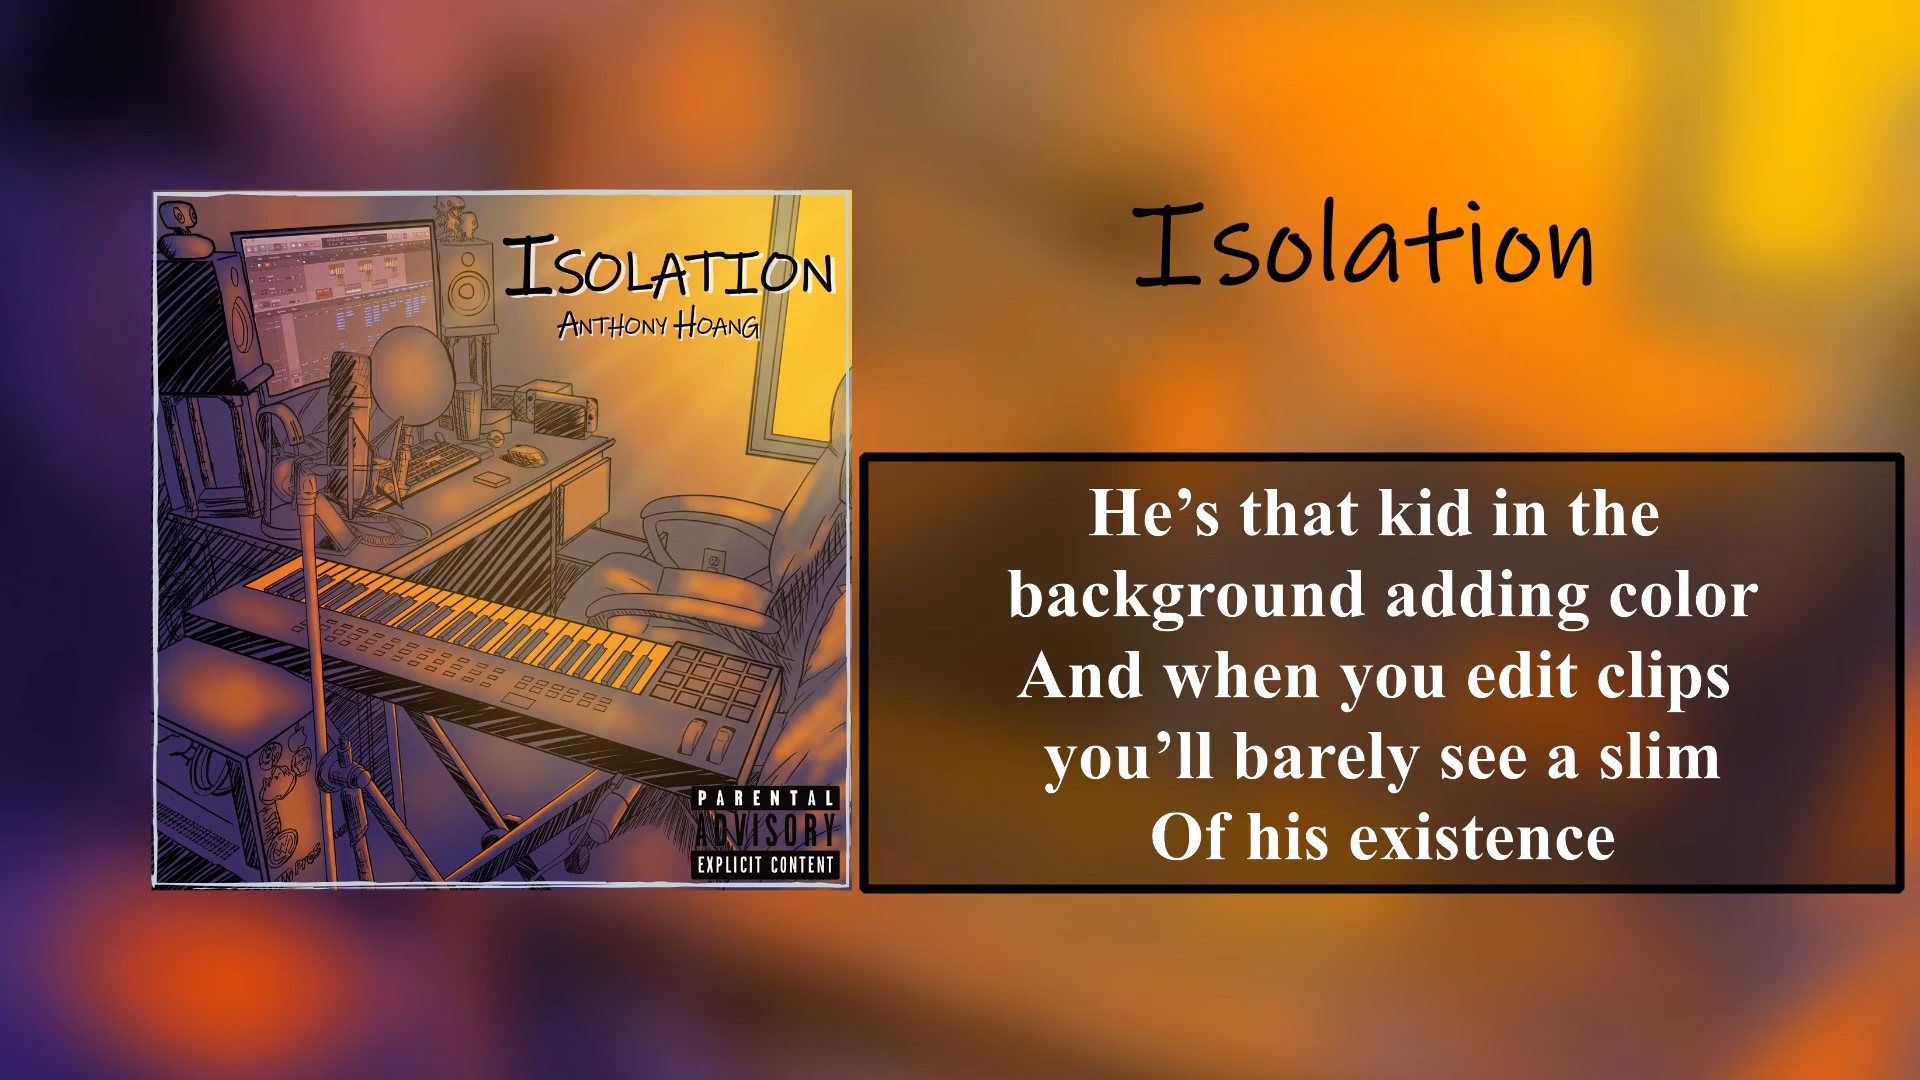 Isolation
Anthony Hoang
PARENTAL
ADVISORY
EXPLICIT CONTENT
Isolation
He’s that kid in the
background adding color
And when you edit clips
you’ll barely see a slim
Of his existence